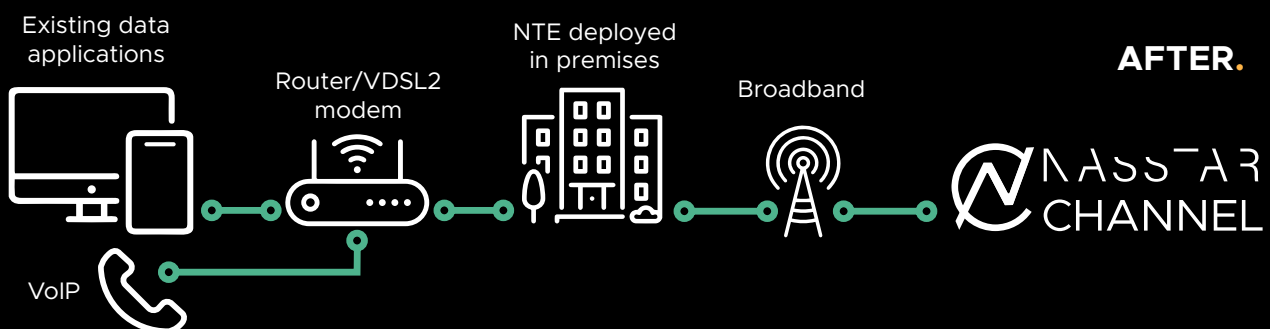 Existing data
applications
Router/VDSL2
modem
NTE deployed
in premises
Broadband
AFTER.
NASSTAR
CHANNEL
VoIP